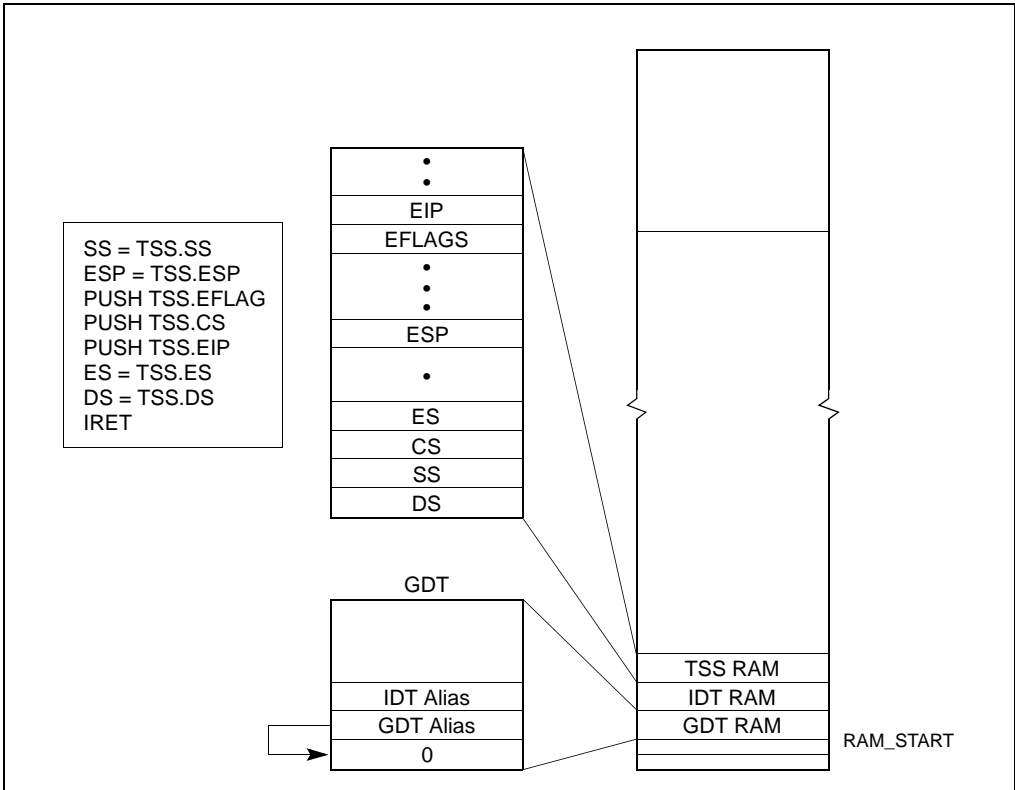 SS = TSS.SS
ESP = TSS.ESP
PUSH TSS.EFLAG
PUSH TSS.CS
PUSH TSS.EIP
ES = TSS.ES
DS = TSS.DS
IRET
EIP
EFLAGS
ESP
ES
CS
SS
DS
GDT
IDT Alias
GDT Alias
0
TSS RAM
IDT RAM
GDT RAM
RAM_START